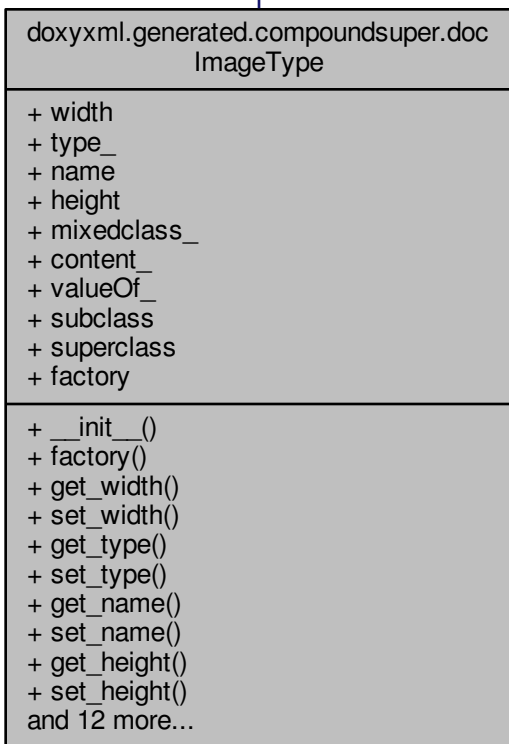 doxyxml.generated.compoundsuper.doc
ImageType
+ width
+ type_
+ name
+ height
+ mixedclass_
+ content_
+ valueOf_
+ subclass
+ superclass
+ factory
+ __init__()
+ factory()
+ get_width()
+ set_width()
+ get_type()
+ set_type()
+ get_name()
+ set_name()
+ get_height()
+ set_height()
and 12 more...